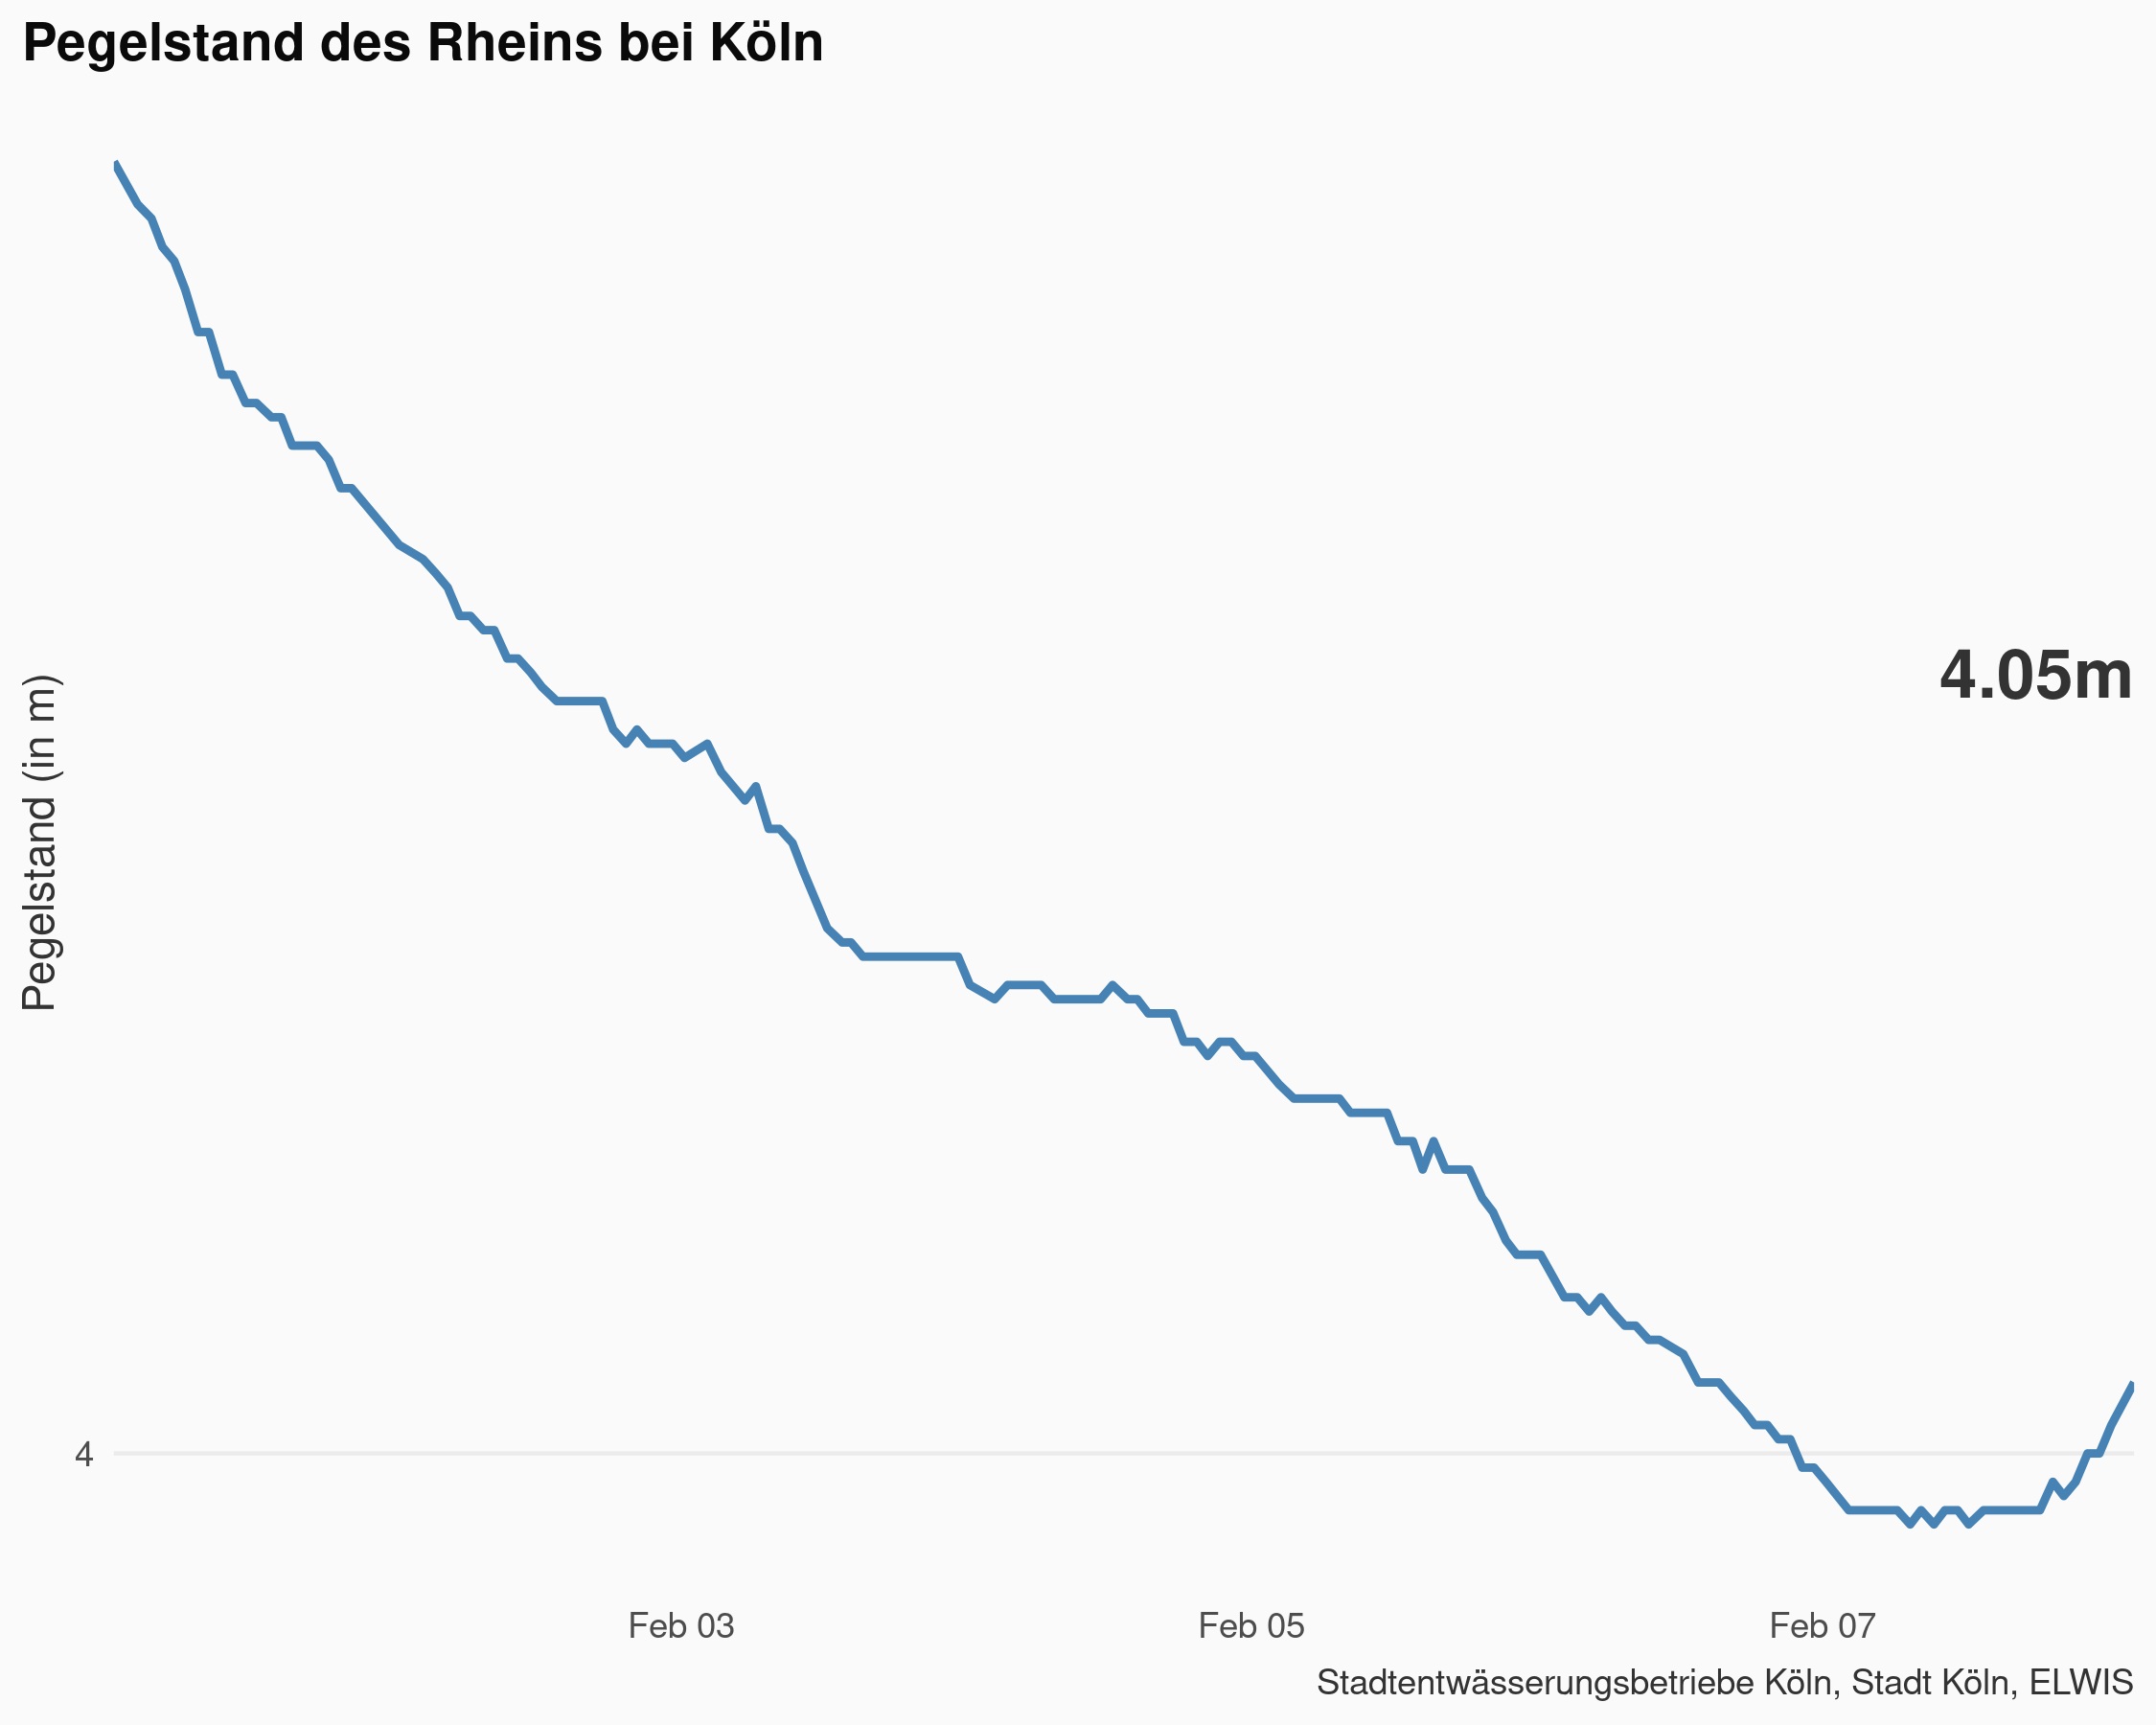 Pegelstand des Rheins bei Köln
Pegelstand (in m)
4.05m
4
Feb 03 Feb 05 Feb 07
Stadtentwässerungsbetriebe Köln, Stadt Köln, ELWIS